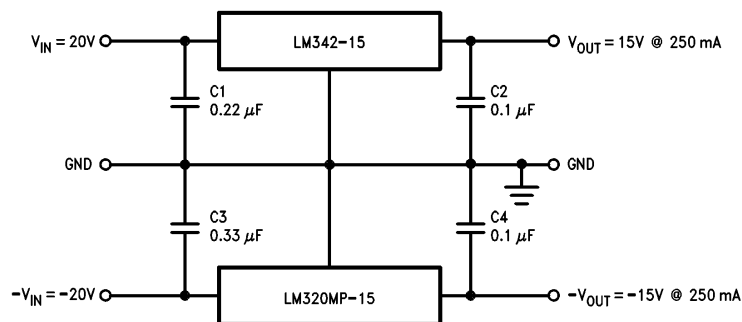 V_IN = 20V
LM342-15
V_OUT = 15V @ 250 mA
C1
0.22 μF
C2
0.1 μF
GND
GND
C3
0.33 μF
C4
0.1 μF
-V_IN = -20V
LM320MP-15
-V_OUT = -15V @ 250 mA